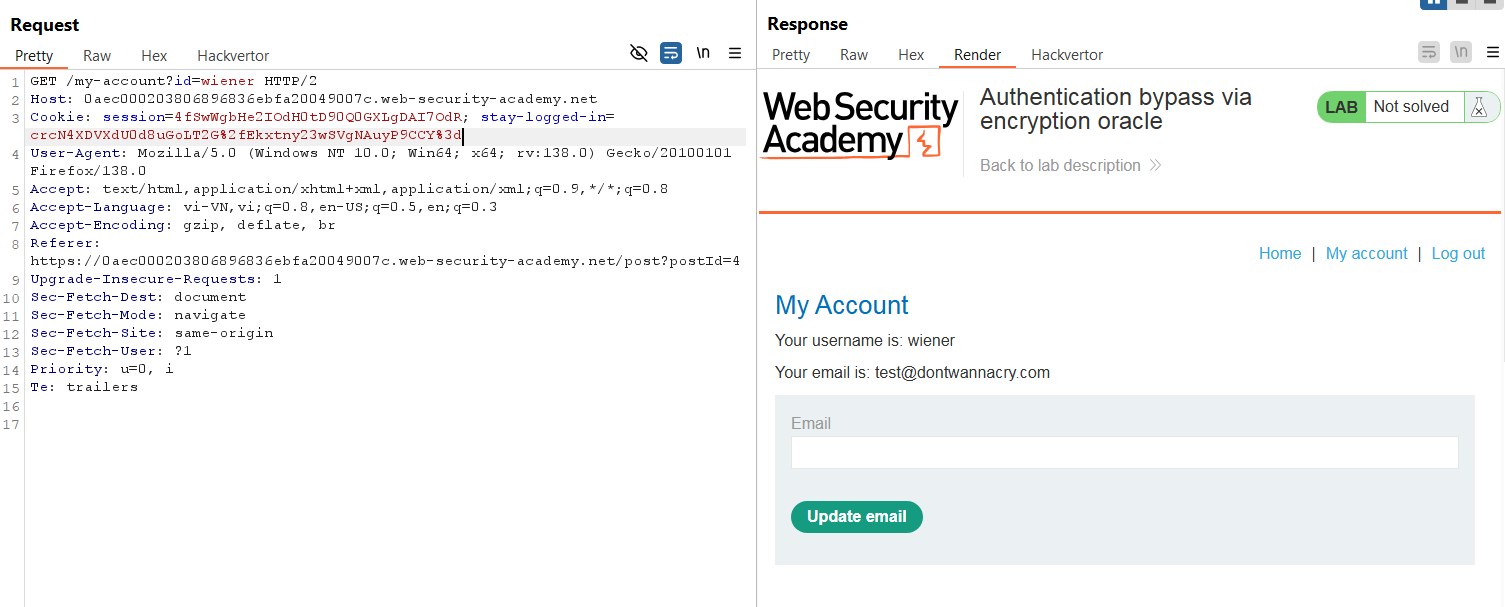 Request
Pretty Raw Hex Hackvertor
\n
1 GET /my-account?id=wiener HTTP/2
2 Host: 0aec000203806896836ebfa20049007c.web-security-academy.net
3 Cookie: session=4fSwWgbHe2IOdH0tD90Q0GXLgDAI7OdR; stay-logged-in=
crcN4XDVXdU0d8uGoLT2G%2fEkxtny23wSVgNAuyP9CCY%3d
4 User-Agent: Mozilla/5.0 (Windows NT 10.0; Win64; x64; rv:138.0) Gecko/20100101
Firefox/138.0
5 Accept: text/html,application/xhtml+xml,application/xml;q=0.9,*/*;q=0.8
6 Accept-Language: vi-VN,vi;q=0.8,en-US;q=0.5,en;q=0.3
7 Accept-Encoding: gzip, deflate, br
8 Referer:
https://0aec000203806896836ebfa20049007c.web-security-academy.net/post?postId=4
9 Upgrade-Insecure-Requests: 1
10 Sec-Fetch-Dest: document
11 Sec-Fetch-Mode: navigate
12 Sec-Fetch-Site: same-origin
13 Sec-Fetch-User: ?1
14 Priority: u=0, i
15 Te: trailers
16
17
Response
Pretty Raw Hex Render Hackvertor
\n
Web Security
Academy
Authentication bypass via
encryption oracle
Back to lab description
LAB Not solved
Home | My account | Log out
My Account
Your username is: wiener
Your email is: test@dontwannacry.com
Email
Update email